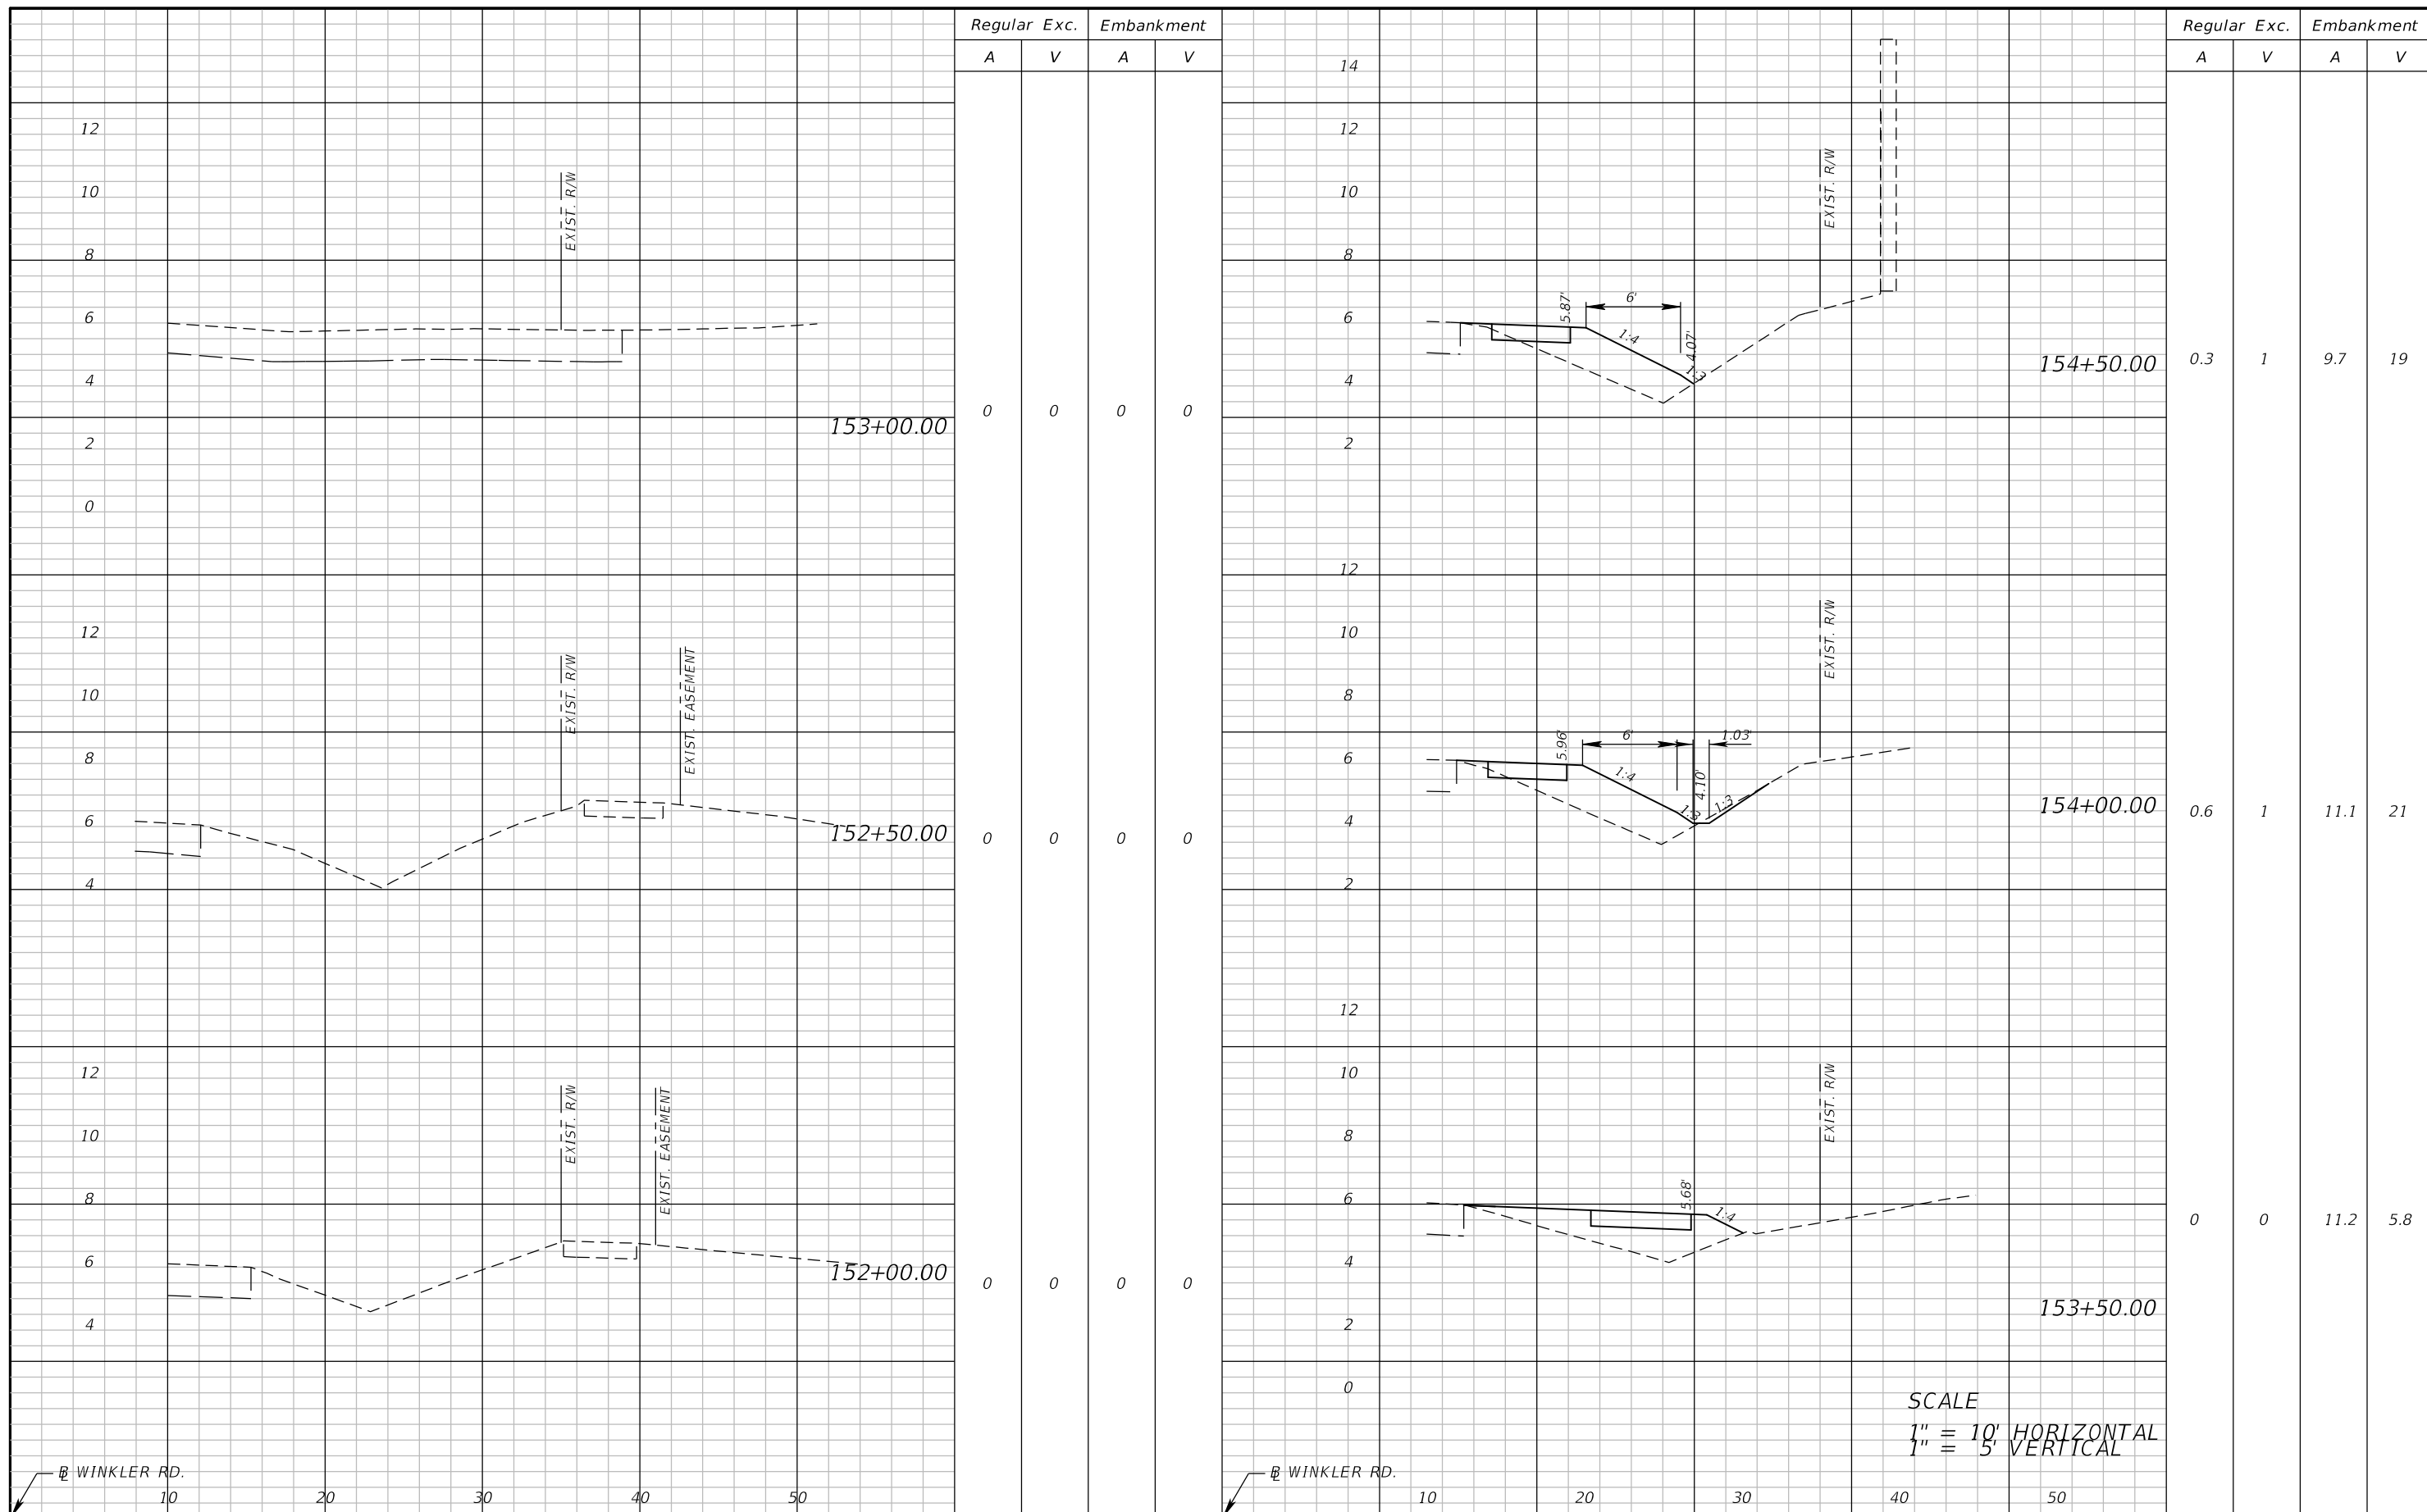 Regular Exc. Embankment
A V A V
12
10
8
6
4
2
0
EXIST. R/W
153+00.00 0 0 0 0
12
10
8
6
4
EXIST. R/W
EXIST. EASEMENT
152+50.00 0 0 0 0
12
10
8
6
4
EXIST. R/W
EXIST. EASEMENT
152+00.00 0 0 0 0
BL WINKLER RD.
10 20 30 40 50
Regular Exc. Embankment
A V A V
14
12
10
8
6
4
2
EXIST. R/W
5.87'
6'
1:4
4.07'
1:3
154+50.00 0.3 1 9.7 19
12
10
8
6
4
2
EXIST. R/W
5.96'
6'
1.03'
1:4
4.10'
1:3
1:3
154+00.00 0.6 1 11.1 21
12
10
8
6
4
2
0
EXIST. R/W
5.68'
1:4
153+50.00 0 0 11.2 5.8
SCALE
1" = 10' HORIZONTAL
1" = 5' VERTICAL
BL WINKLER RD.
10 20 30 40 50